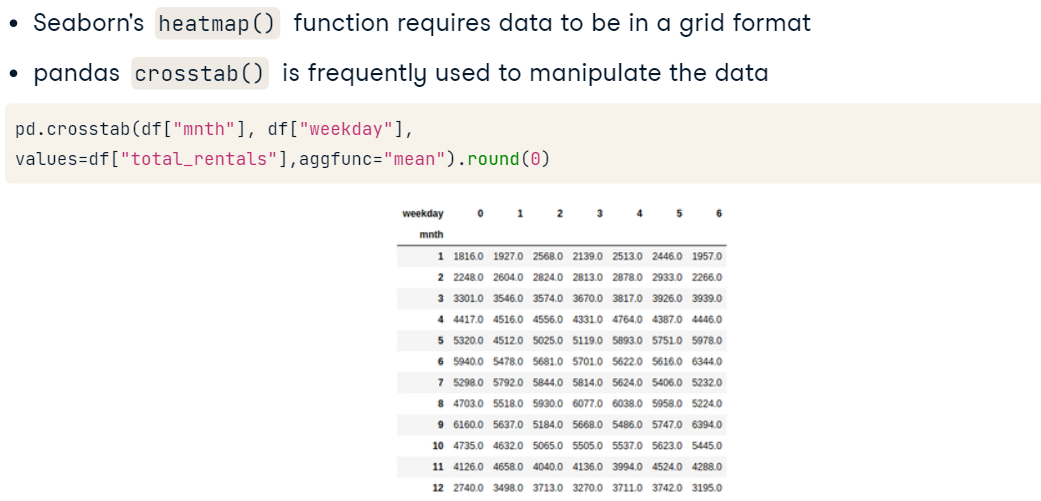 • Seaborn's heatmap() function requires data to be in a grid format
• pandas crosstab() is frequently used to manipulate the data
pd.crosstab(df["mnth"], df["weekday"],
values=df["total_rentals"],aggfunc="mean").round(0)
weekday 0 1 2 3 4 5 6
mnth
1 1816.0 1927.0 2568.0 2139.0 2513.0 2446.0 1957.0
2 2248.0 2604.0 2824.0 2813.0 2878.0 2933.0 2266.0
3 3301.0 3546.0 3574.0 3670.0 3817.0 3926.0 3939.0
4 4417.0 4516.0 4556.0 4331.0 4764.0 4387.0 4446.0
5 5320.0 4512.0 5025.0 5119.0 5893.0 5751.0 5978.0
6 5940.0 5478.0 5681.0 5701.0 5622.0 5616.0 6344.0
7 5298.0 5792.0 5844.0 5814.0 5624.0 5406.0 5232.0
8 4703.0 5518.0 5930.0 6077.0 6038.0 5958.0 5224.0
9 6160.0 5637.0 5184.0 5668.0 5486.0 5747.0 6394.0
10 4735.0 4632.0 5065.0 5505.0 5537.0 5623.0 5445.0
11 4126.0 4658.0 4040.0 4136.0 3994.0 4524.0 4288.0
12 2740.0 3498.0 3713.0 3270.0 3711.0 3742.0 3195.0